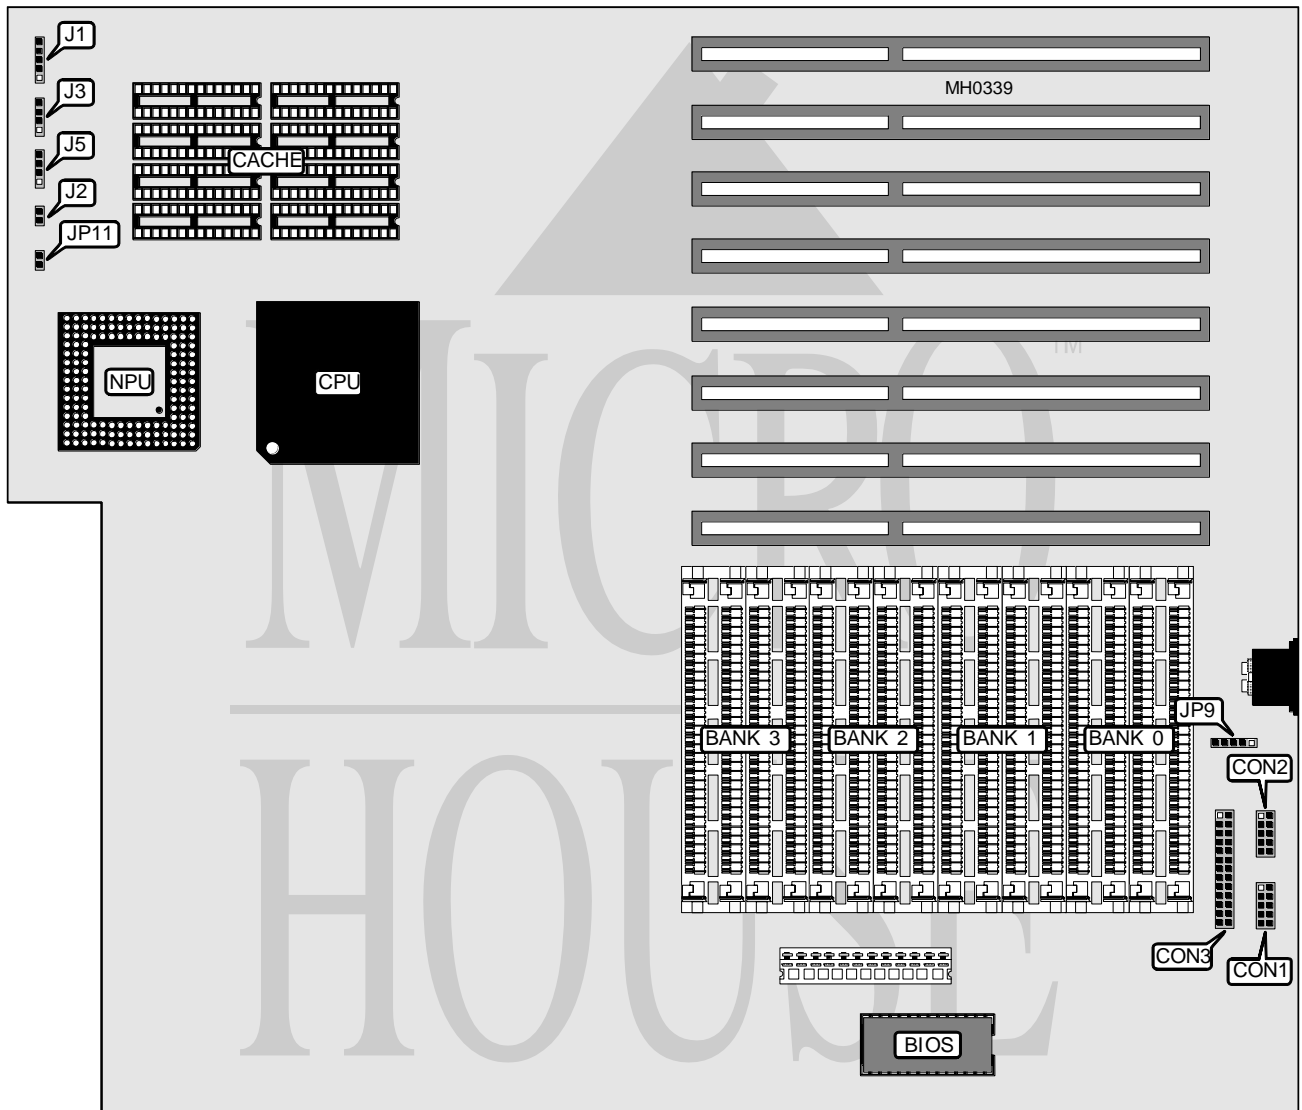 J1
MH0339
J3
J5
CACHE
J2
JP11
TM
NPU
CPU
MICRO
JP9
BANK 3
BANK 2
BANK 1
BANK 0
CON2
HOUSE
CON3
CON1
BIOS